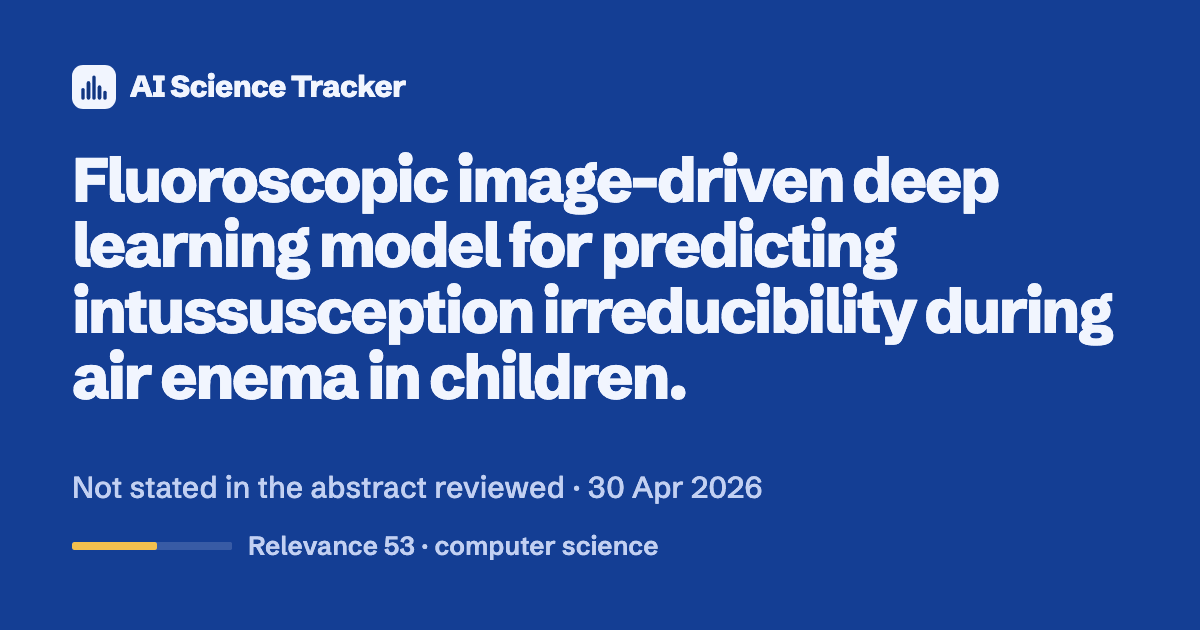 AI Science Tracker
Fluoroscopic image-driven deep
learning model for predicting
intussusception irreducibility during
air enema in children.
Not stated in the abstract reviewed · 30 Apr 2026
Relevance 53 · computer science